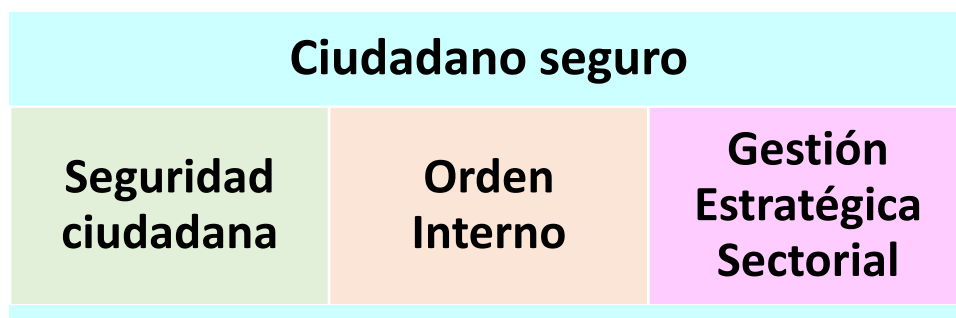 Ciudadano seguro
Seguridad
ciudadana
Orden
Interno
Gestión
Estratégica
Sectorial